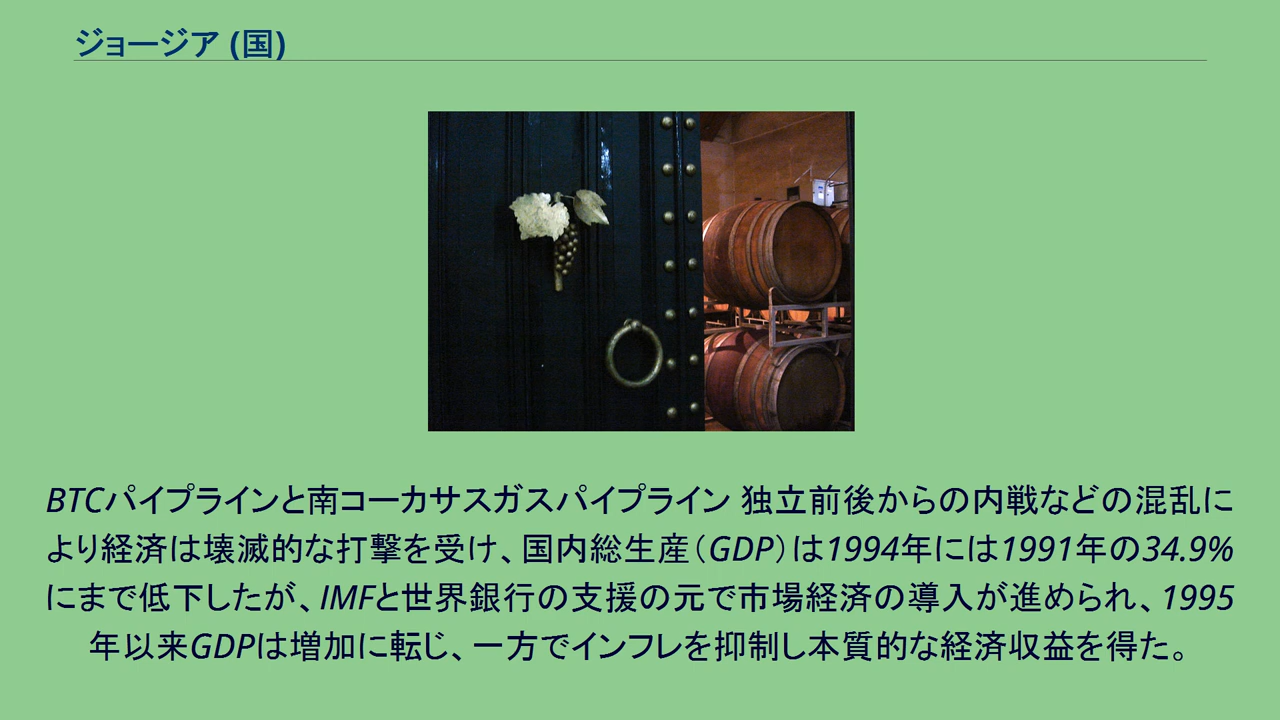 ジョージア (国)
BTCパイプラインと南コーカサスガスパイプライン 独立前後からの内戦などの混乱に
より経済は壊滅的な打撃を受け、国内総生産（GDP）は1994年には1991年の34.9%
にまで低下したが、IMFと世界銀行の支援の元で市場経済の導入が進められ、1995
年以来GDPは増加に転じ、一方でインフレを抑制し本質的な経済収益を得た。